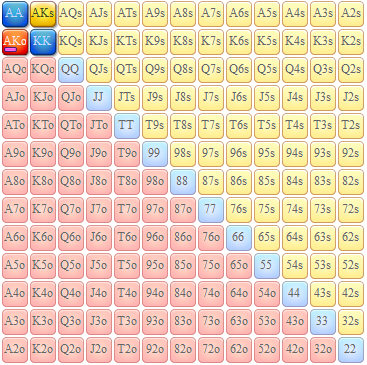 AA AKs AQs AJs ATs A9s A8s A7s A6s A5s A4s A3s A2s
AKo KK KQs KJs KTs K9s K8s K7s K6s K5s K4s K3s K2s
AQo KQo QQ QJs QTs Q9s Q8s Q7s Q6s Q5s Q4s Q3s Q2s
AJo KJo QJo JJ JTs J9s J8s J7s J6s J5s J4s J3s J2s
ATo KTo QTo JTo TT T9s T8s T7s T6s T5s T4s T3s T2s
A9o K9o Q9o J9o T9o 99 98s 97s 96s 95s 94s 93s 92s
A8o K8o Q8o J8o T8o 98o 88 87s 86s 85s 84s 83s 82s
A7o K7o Q7o J7o T7o 97o 87o 77 76s 75s 74s 73s 72s
A6o K6o Q6o J6o T6o 96o 86o 76o 66 65s 64s 63s 62s
A5o K5o Q5o J5o T5o 95o 85o 75o 65o 55 54s 53s 52s
A4o K4o Q4o J4o T4o 94o 84o 74o 64o 54o 44 43s 42s
A3o K3o Q3o J3o T3o 93o 83o 73o 63o 53o 43o 33 32s
A2o K2o Q2o J2o T2o 92o 82o 72o 62o 52o 42o 32o 22